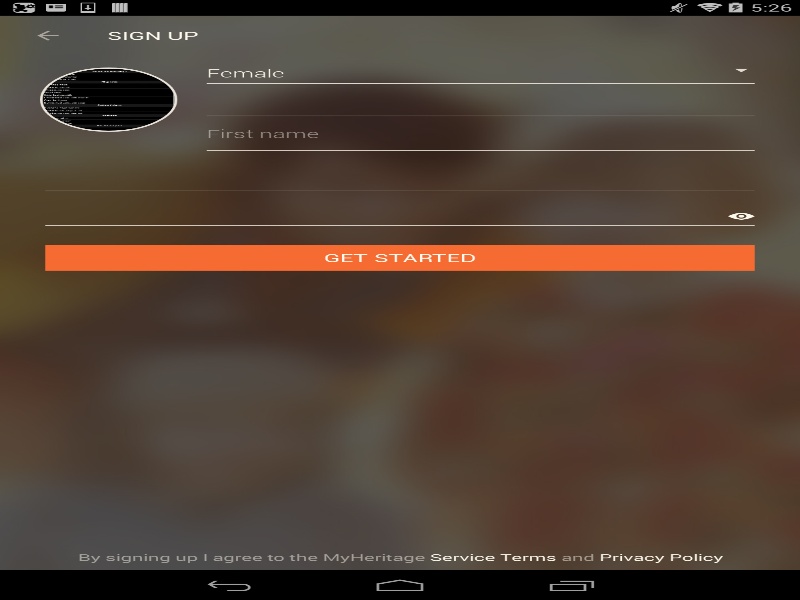 5:26
SIGN UP
Female
First name
GET STARTED
By signing up I agree to the MyHeritage Service Terms and Privacy Policy